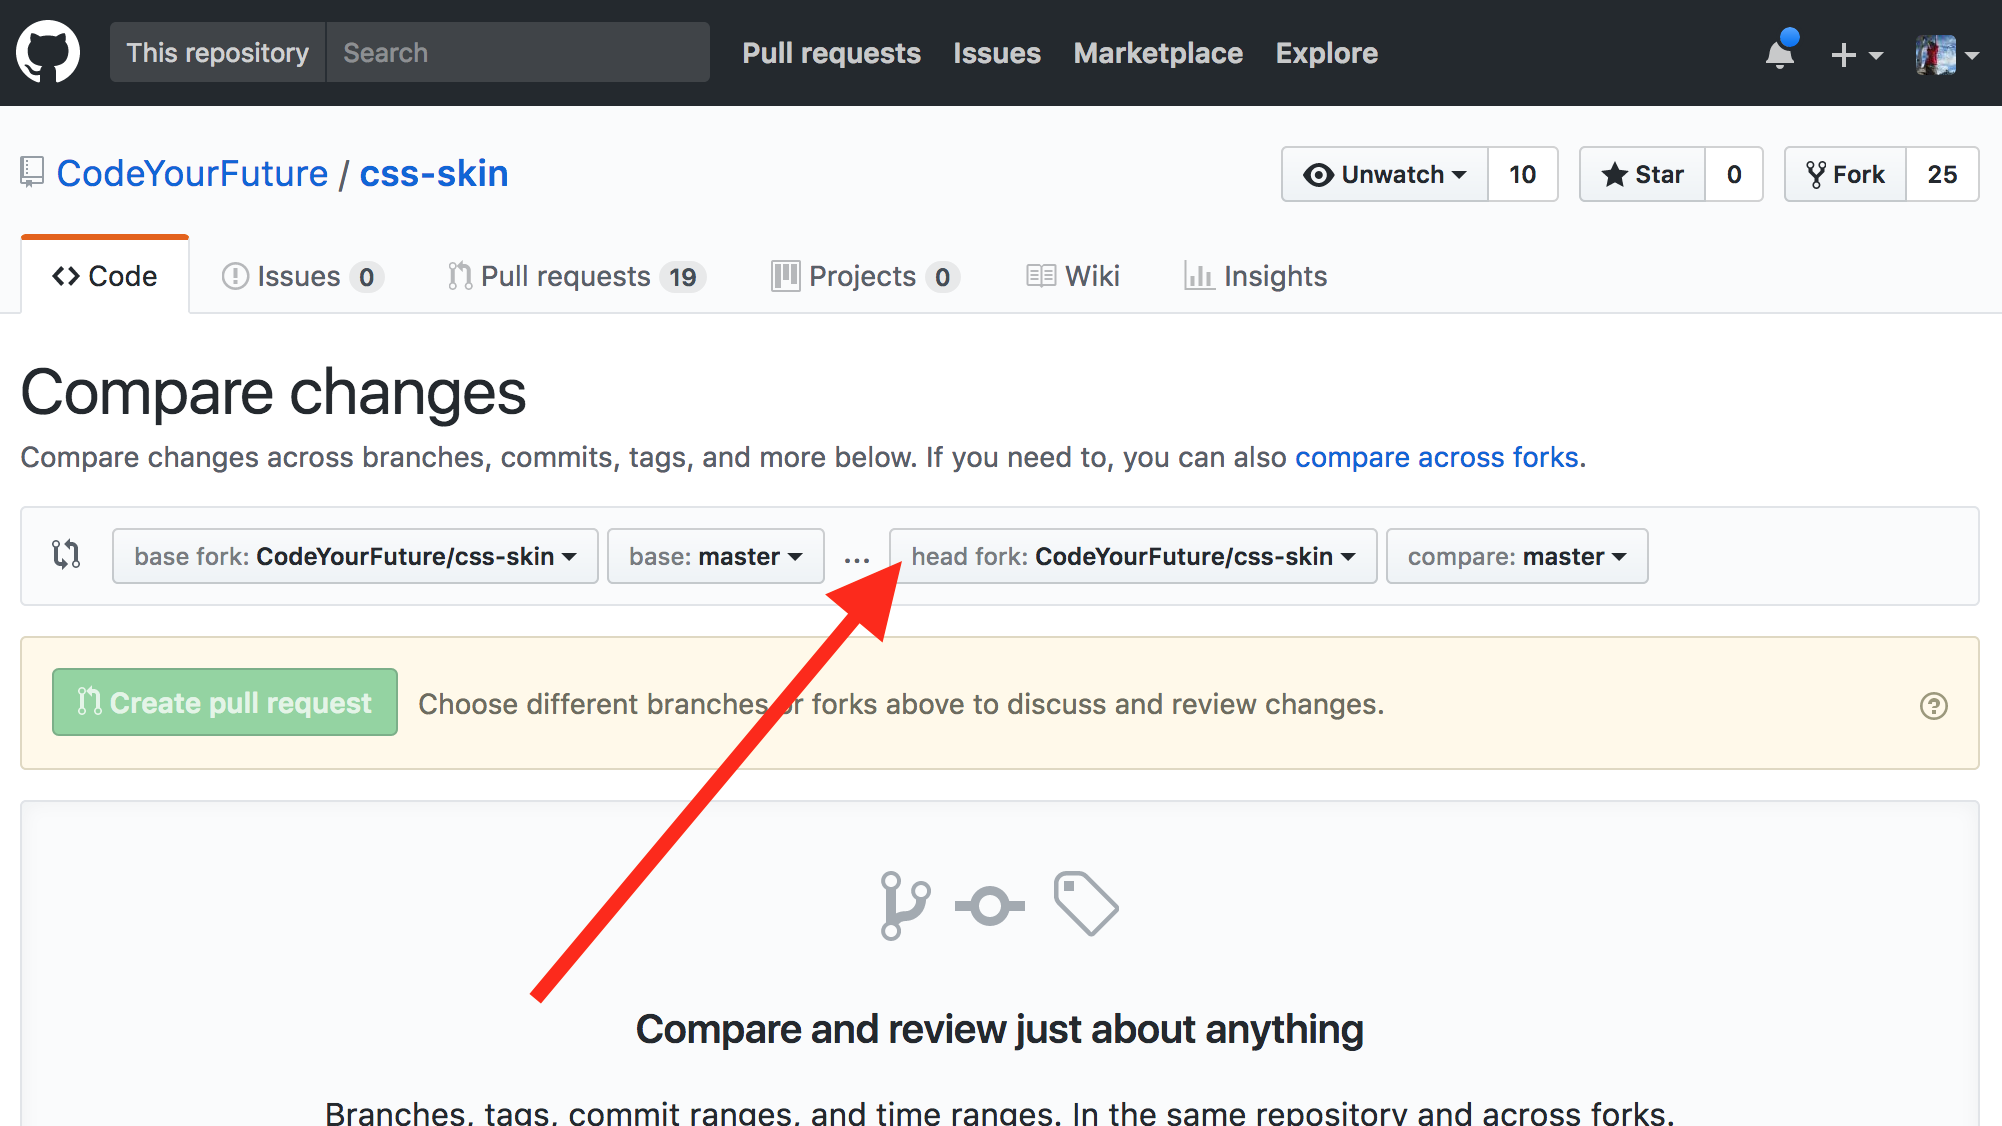 This repository Search Pull requests Issues Marketplace Explore
CodeYourFuture / css-skin Unwatch 10 Star 0 Fork 25
Code Issues 0 Pull requests 19 Projects 0 Wiki Insights
Compare changes
Compare changes across branches, commits, tags, and more below. If you need to, you can also compare across forks.
base fork: CodeYourFuture/css-skin base: master ... head fork: CodeYourFuture/css-skin compare: master
Create pull request Choose different branches or forks above to discuss and review changes.
Compare and review just about anything
Branches, tags, commit ranges, and time ranges. In the same repository and across forks.